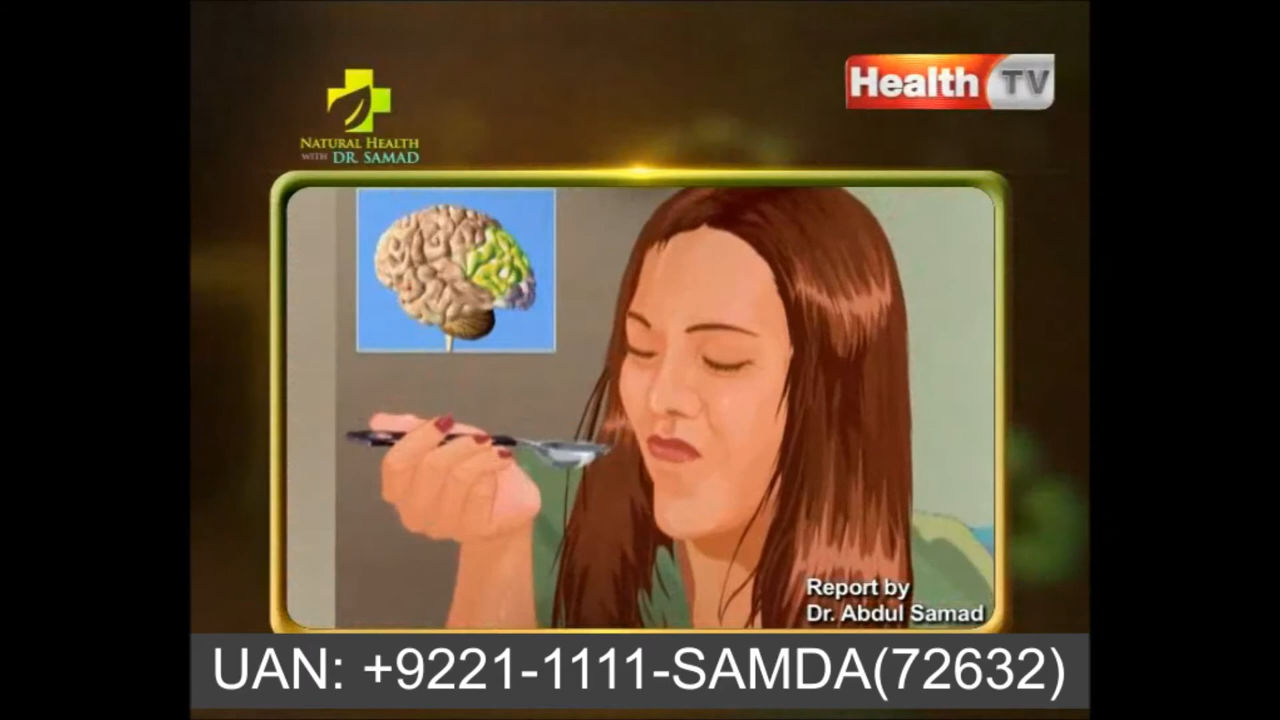 Health TV
NATURAL HEALTH
WITH DR. SAMAD
Report by
Dr. Abdul Samad
UAN: +9221-1111-SAMDA(72632)